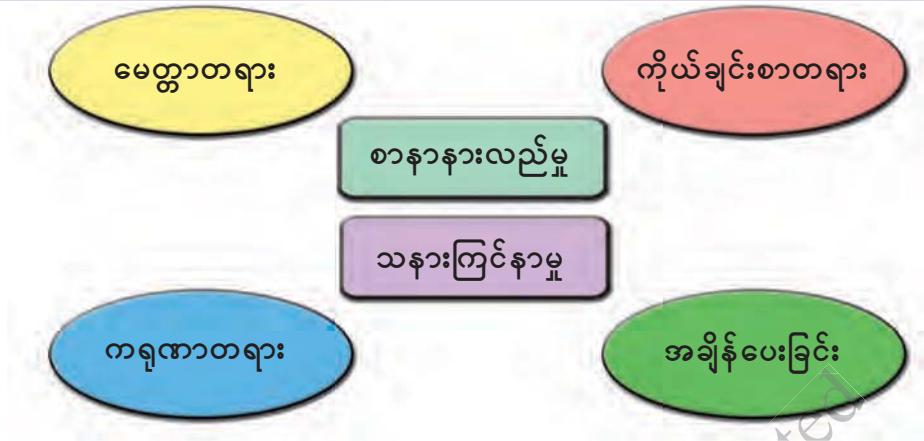 မေတ္တာတရား
ကိုယ်ချင်းစာတရား
စာနာနားလည်မှု
သနားကြင်နာမှု
ကရုဏာတရား
အချိန်ပေးခြင်း
ted